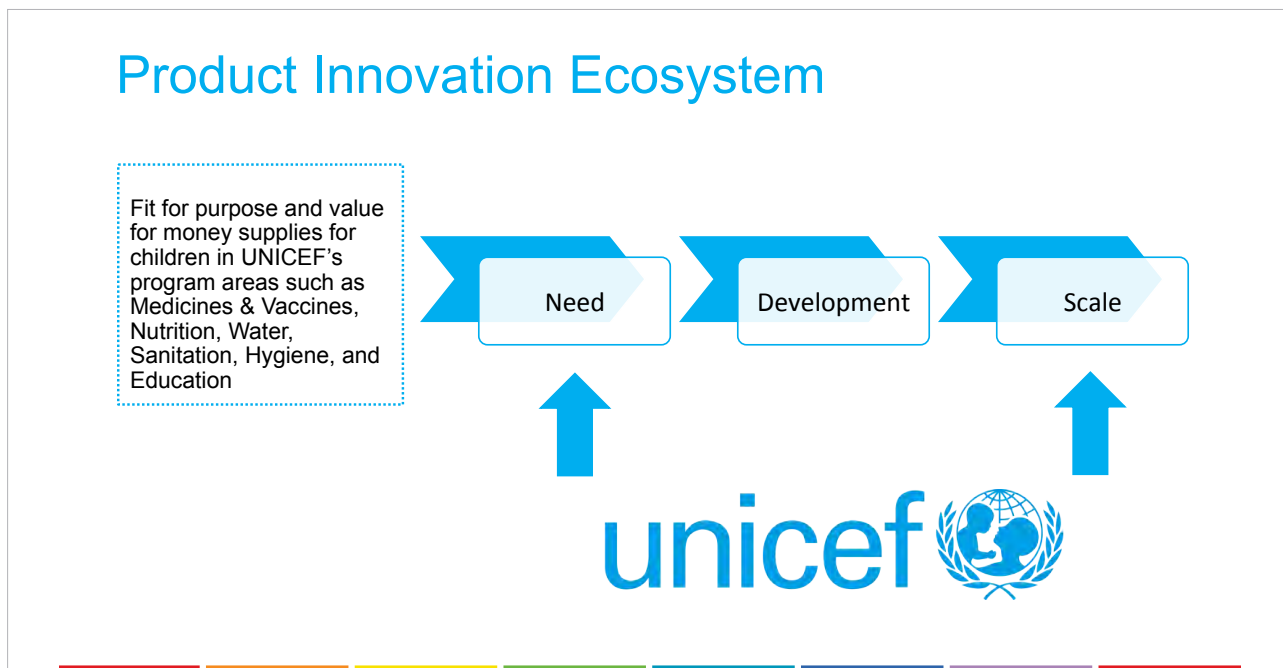 Product Innovation Ecosystem
Fit for purpose and value
for money supplies for
children in UNICEF’s
program areas such as
Medicines & Vaccines,
Nutrition, Water,
Sanitation, Hygiene, and
Education
Need
Development
Scale
unicef